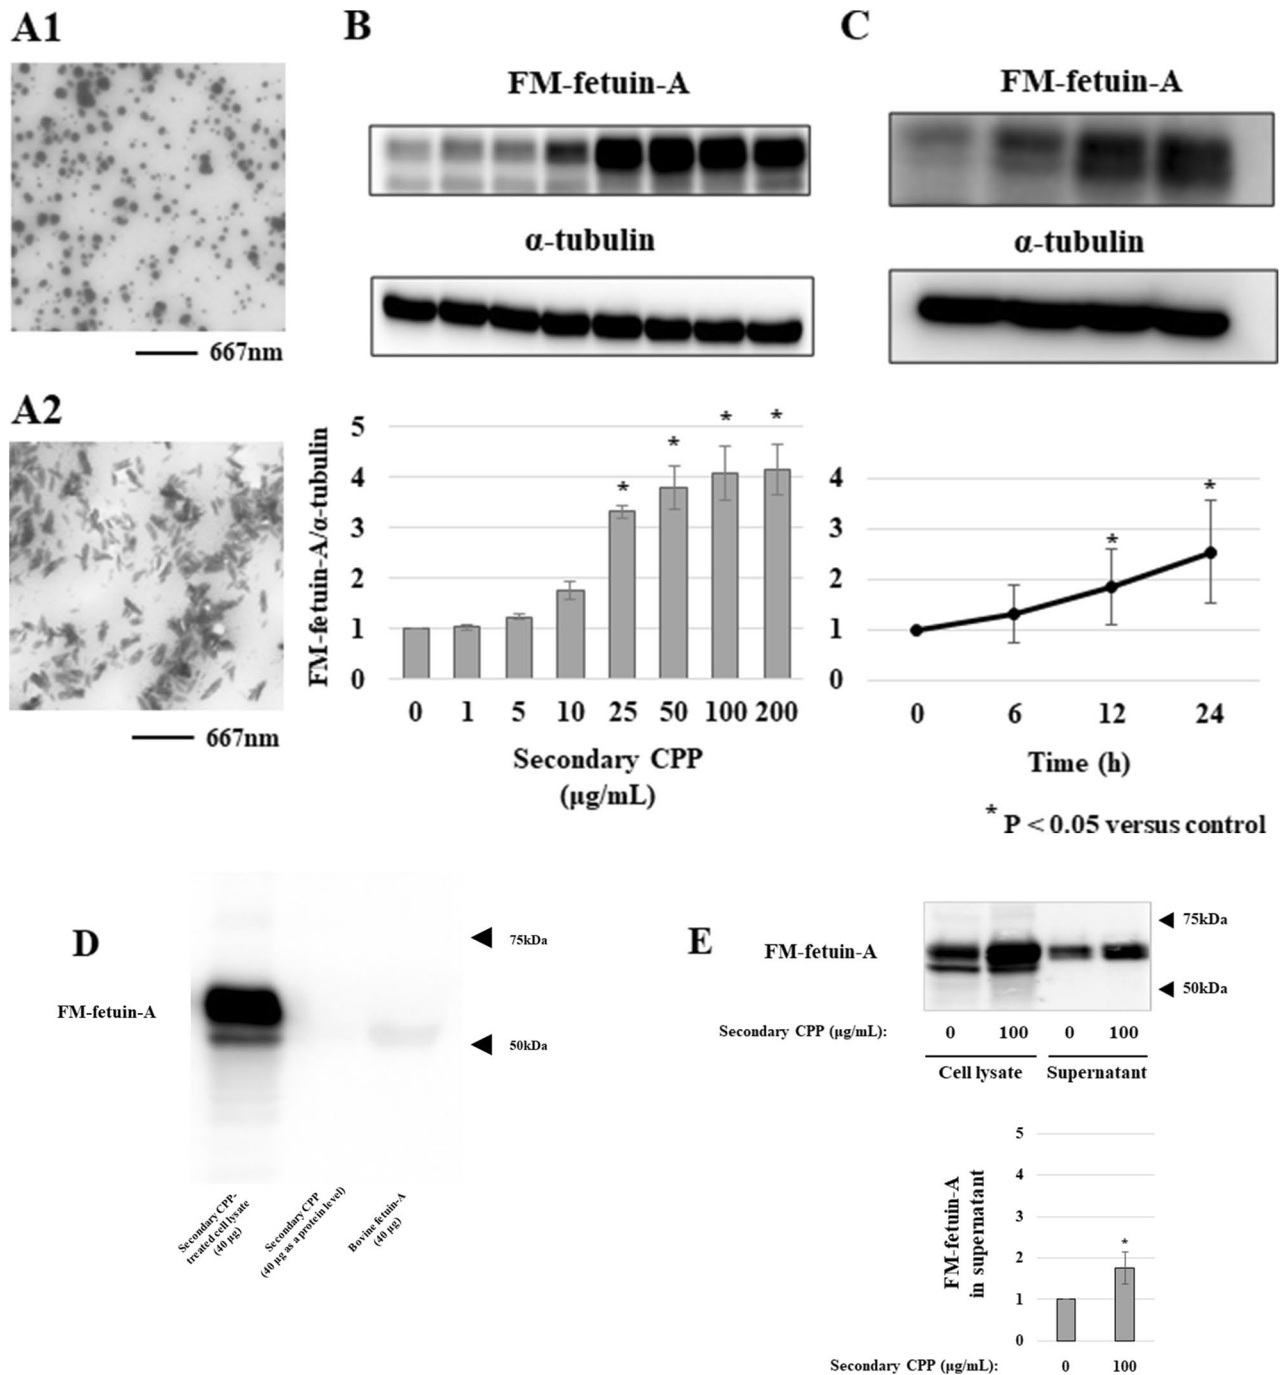 A1
667nm
A2
667nm
B
FM-fetuin-A
α-tubulin
FM-fetuin-A/α-tubulin
5
4
3
2
1
0
*
*
*
*
0 1 5 10 25 50 100 200
Secondary CPP
(μg/mL)
C
FM-fetuin-A
α-tubulin
4
3
2
1
0
*
*
0 6 12 24
Time (h)
* P < 0.05 versus control
D
FM-fetuin-A
75kDa
50kDa
Secondary CPP-
treated cell lysate
(40 μg)
Secondary CPP
(40 μg as a protein level)
Bovine fetuin-A
(40 μg)
E
FM-fetuin-A
75kDa
50kDa
Secondary CPP (μg/mL): 0 100 0 100
Cell lysate Supernatant
FM-fetuin-A
in supernatant
5
4
3
2
1
0
*
Secondary CPP (μg/mL): 0 100